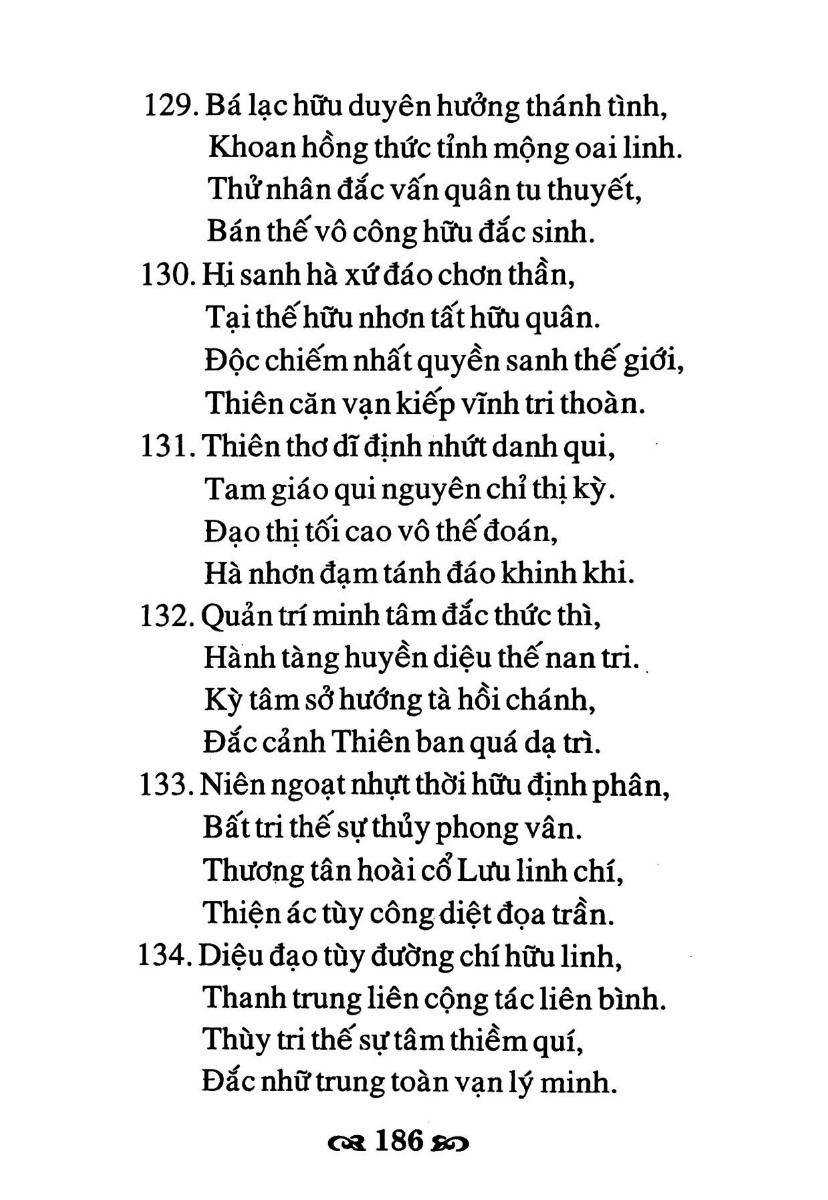 129. Bá lạc hữu duyên hưởng thánh tình,
Khoan hồng thức tỉnh mộng oai linh.
Thử nhân đắc vấn quân tu thuyết,
Bán thế vô công hữu đắc sinh.
130. Hi sanh hà xứ đáo chơn thần,
Tại thế hữu nhơn tất hữu quân.
Độc chiếm nhất quyền sanh thế giới,
Thiên căn vạn kiếp vĩnh tri thoàn.
131. Thiên thơ dĩ định nhứt danh qui,
Tam giáo qui nguyên chỉ thị kỳ.
Đạo thị tối cao vô thế đoán,
Hà nhơn đạm tánh đáo khinh khi.
132. Quản trí minh tâm đắc thức thì,
Hành tàng huyền diệu thế nan tri.
Kỳ tâm sở hướng tà hồi chánh,
Đắc cảnh Thiên ban quá dạ trì.
133. Niên ngoạt nhựt thời hữu định phân,
Bất tri thế sự thủy phong vân.
Thương tân hoài cổ Lưu linh chí,
Thiện ác tùy công diệt đọa trần.
134. Diệu đạo tùy đường chí hữu linh,
Thanh trung liên cộng tác liên bình.
Thùy tri thế sự tâm thiềm quí,
Đắc nhữ trung toàn vạn lý minh.
186